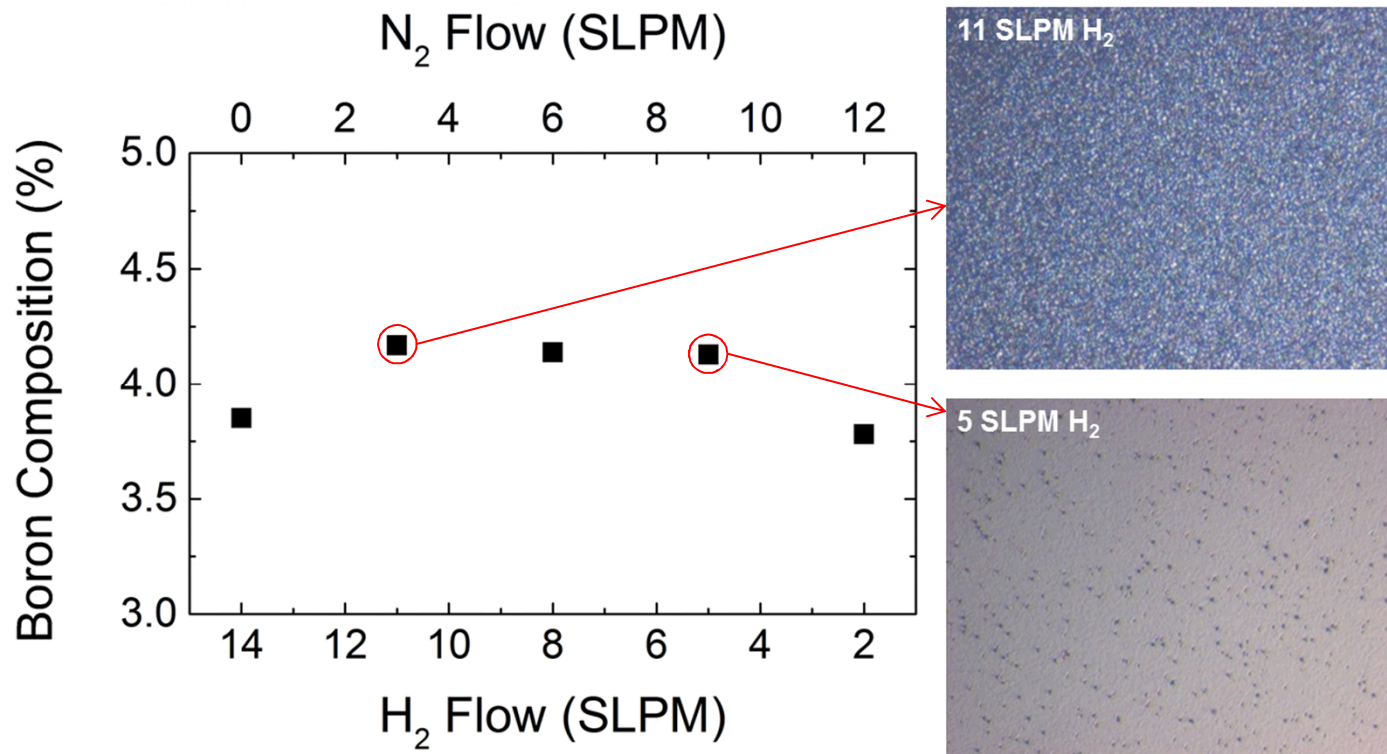 N₂ Flow (SLPM)
0 2 4 6 8 10 12
Boron Composition (%)
5.0
4.5
4.0
3.5
3.0
14 12 10 8 6 4 2
H₂ Flow (SLPM)
11 SLPM H₂
5 SLPM H₂